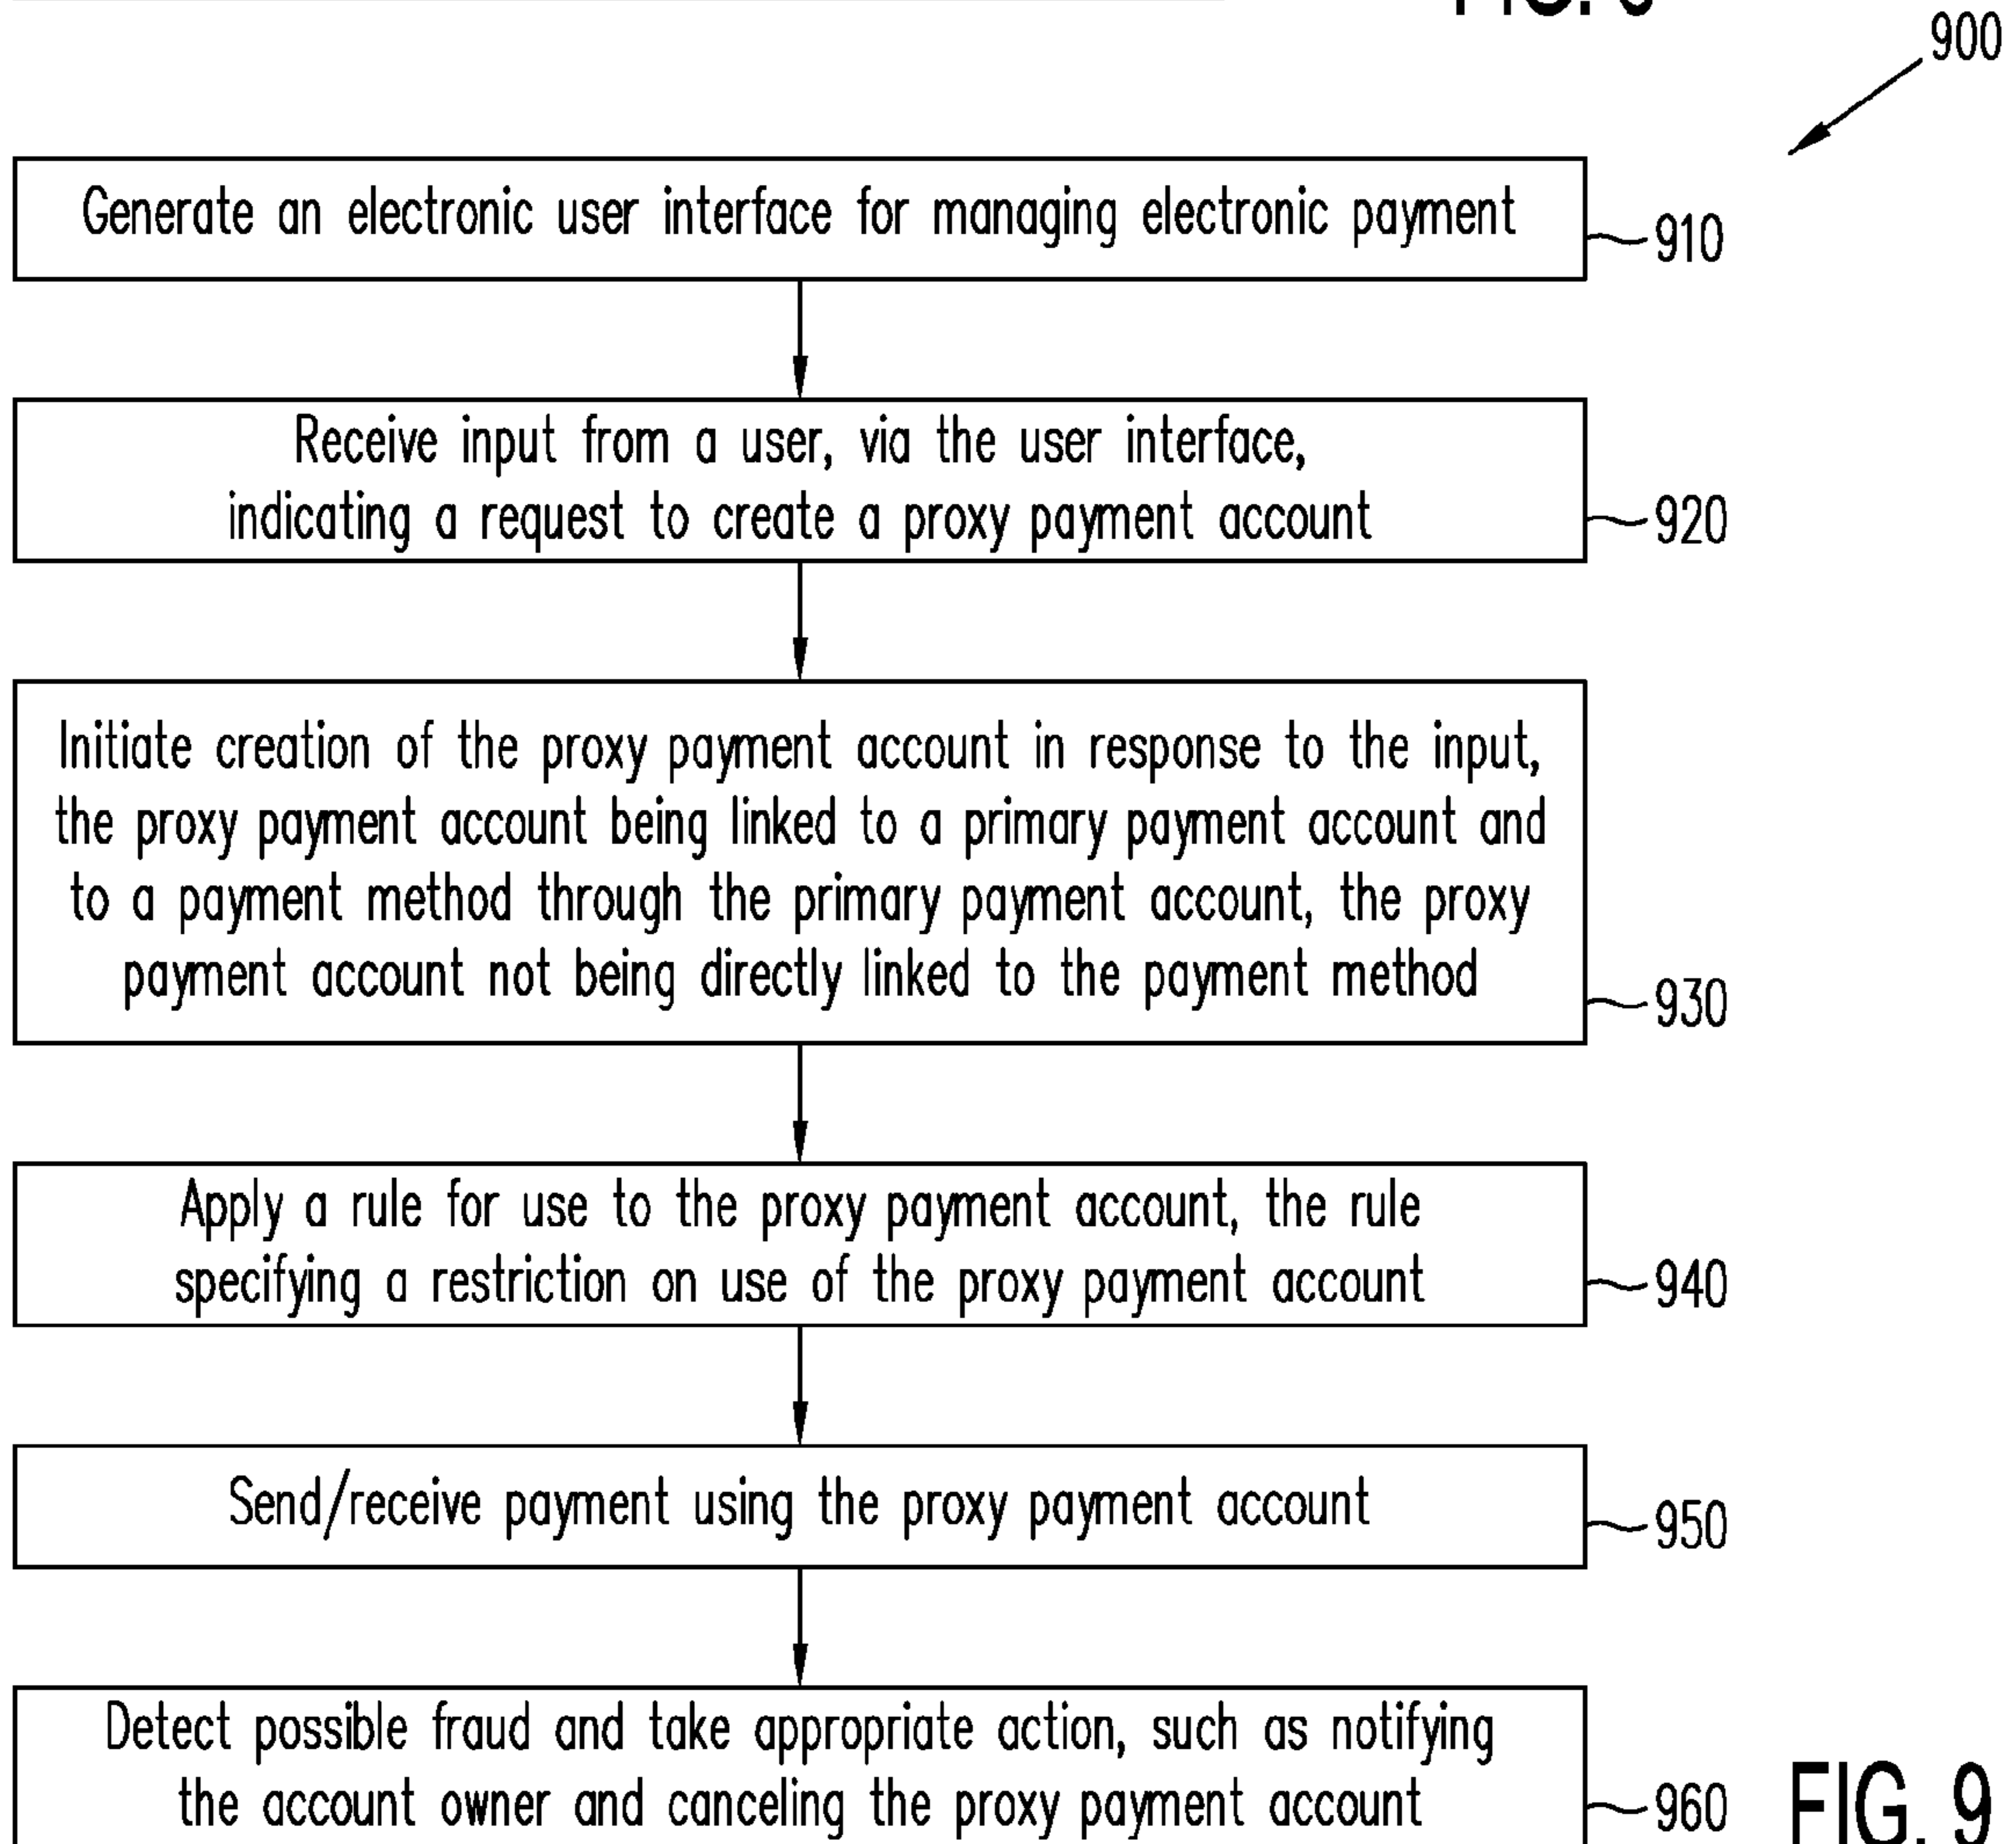 900
Generate an electronic user interface for managing electronic payment
910
Receive input from a user, via the user interface,
indicating a request to create a proxy payment account
920
Initiate creation of the proxy payment account in response to the input,
the proxy payment account being linked to a primary payment account and
to a payment method through the primary payment account, the proxy
payment account not being directly linked to the payment method
930
Apply a rule for use to the proxy payment account, the rule
specifying a restriction on use of the proxy payment account
940
Send/receive payment using the proxy payment account
950
Detect possible fraud and take appropriate action, such as notifying
the account owner and canceling the proxy payment account
960
FIG. 9